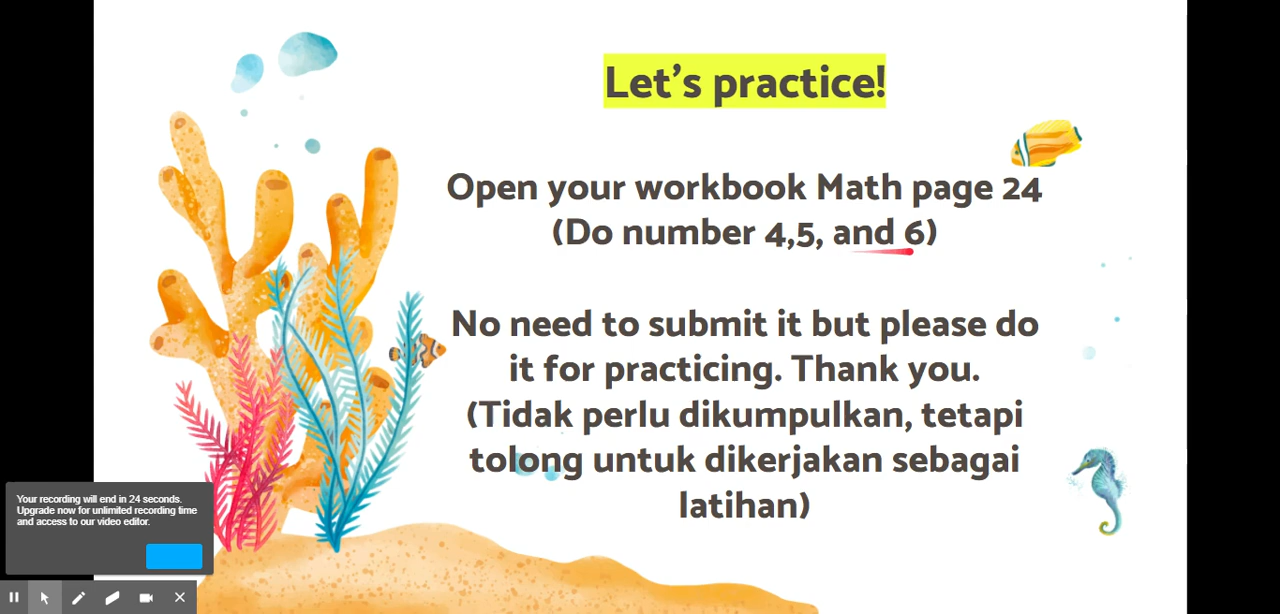 Let's practice!
Open your workbook Math page 24
(Do number 4,5, and 6)
No need to submit it but please do
it for practicing. Thank you.
(Tidak perlu dikumpulkan, tetapi
tolong untuk dikerjakan sebagai
latihan)
Your recording will end in 24 seconds.
Upgrade now for unlimited recording time
and access to our video editor.